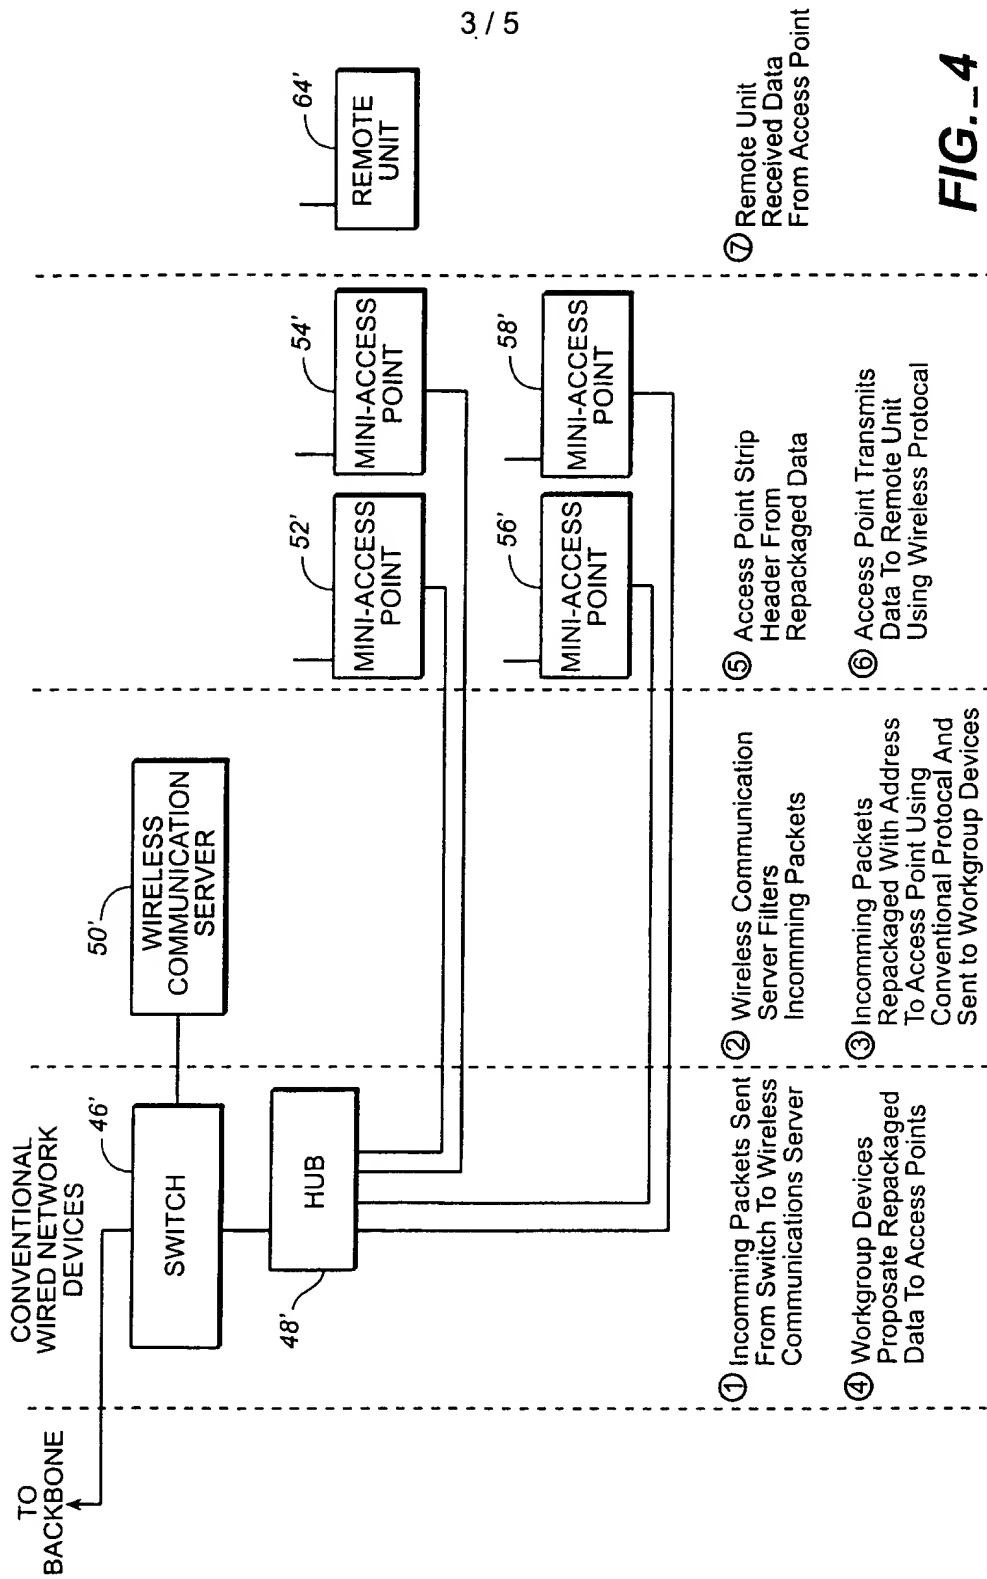 3 / 5
TO
BACKBONE
CONVENTIONAL
WIRED NETWORK
DEVICES
46'
SWITCH
48'
HUB
50'
WIRELESS
COMMUNICATION
SERVER
52'
MINI-ACCESS
POINT
54'
MINI-ACCESS
POINT
56'
MINI-ACCESS
POINT
58'
MINI-ACCESS
POINT
64'
REMOTE
UNIT
① Incomming Packets Sent
From Switch To Wireless
Communications Server
② Wireless Communication
Server Filters
Incomming Packets
③ Incomming Packets
Repackaged With Address
To Access Point Using
Conventional Protocal And
Sent to Workgroup Devices
④ Workgroup Devices
Proposate Repackaged
Data To Access Points
⑤ Access Point Strip
Header From
Repackaged Data
⑥ Access Point Transmits
Data To Remote Unit
Using Wireless Protocal
⑦ Remote Unit
Received Data
From Access Point
FIG._4